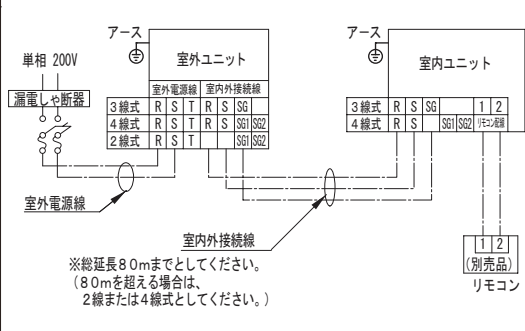 アース
アース
単相 200V
室外ユニット
室内ユニット
漏電しゃ断器
室外電源線 室内外接続線
3線式 R S T R S SG
4線式 R S T R S SG1 SG2
2線式 R S T SG1 SG2
3線式 R S SG 1 2
4線式 R S SG1 SG2 リモコン配線
室外電源線
室内外接続線
※総延長80mまでとしてください。
(80mを超える場合は、
2線または4線式としてください。)
1 2
(別売品)
リモコン